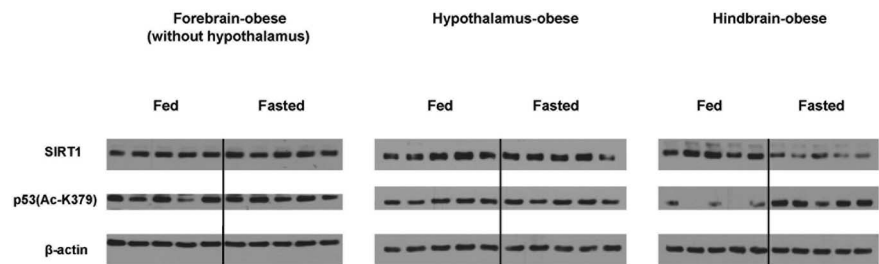 Forebrain-obese
(without hypothalamus)
Hypothalamus-obese
Hindbrain-obese
Fed
Fasted
Fed
Fasted
Fed
Fasted
SIRT1
p53(Ac-K379)
β-actin